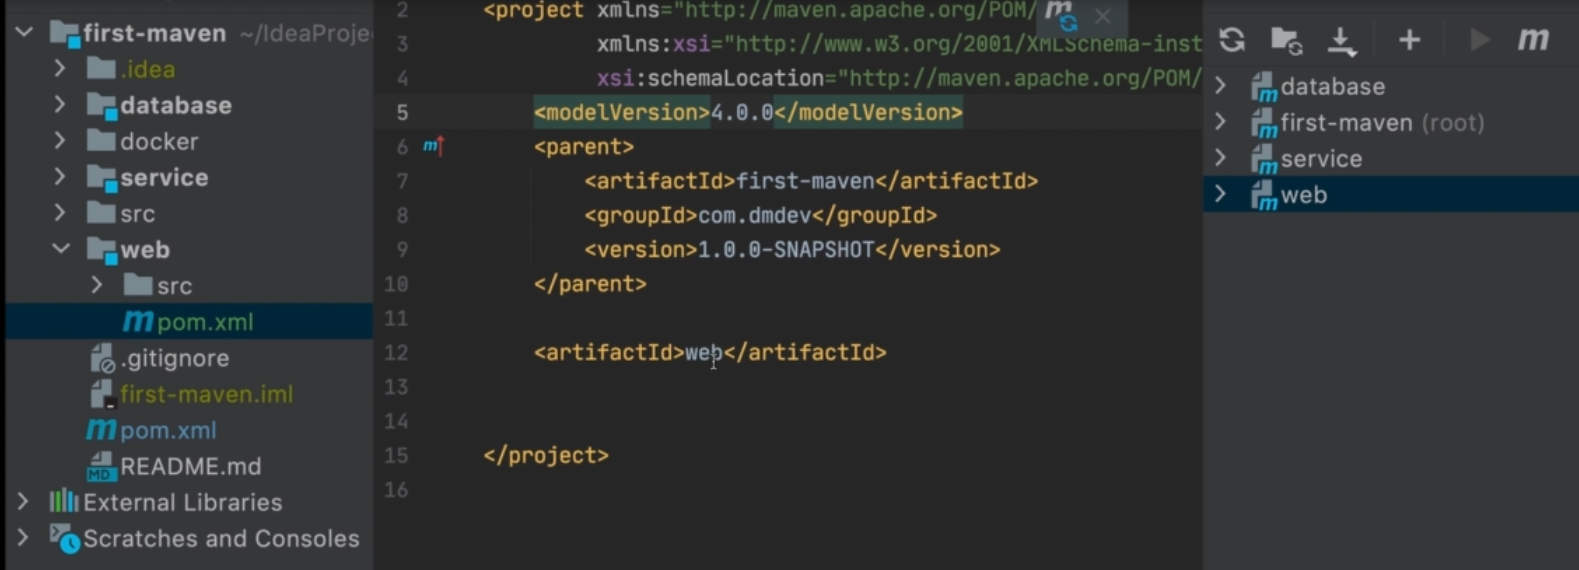 first-maven ~/IdeaProje
.idea
database
docker
service
src
web
src
pom.xml
.gitignore
first-maven.iml
pom.xml
README.md
External Libraries
Scratches and Consoles
2 <project xmlns="http://maven.apache.org/POM/
3 xmlns:xsi="http://www.w3.org/2001/XMLSchema-inst
4 xsi:schemaLocation="http://maven.apache.org/POM/
5 <modelVersion>4.0.0</modelVersion>
6 <parent>
7 <artifactId>first-maven</artifactId>
8 <groupId>com.dmdev</groupId>
9 <version>1.0.0-SNAPSHOT</version>
10 </parent>
11
12 <artifactId>web</artifactId>
13
14
15 </project>
16
database
first-maven (root)
service
web